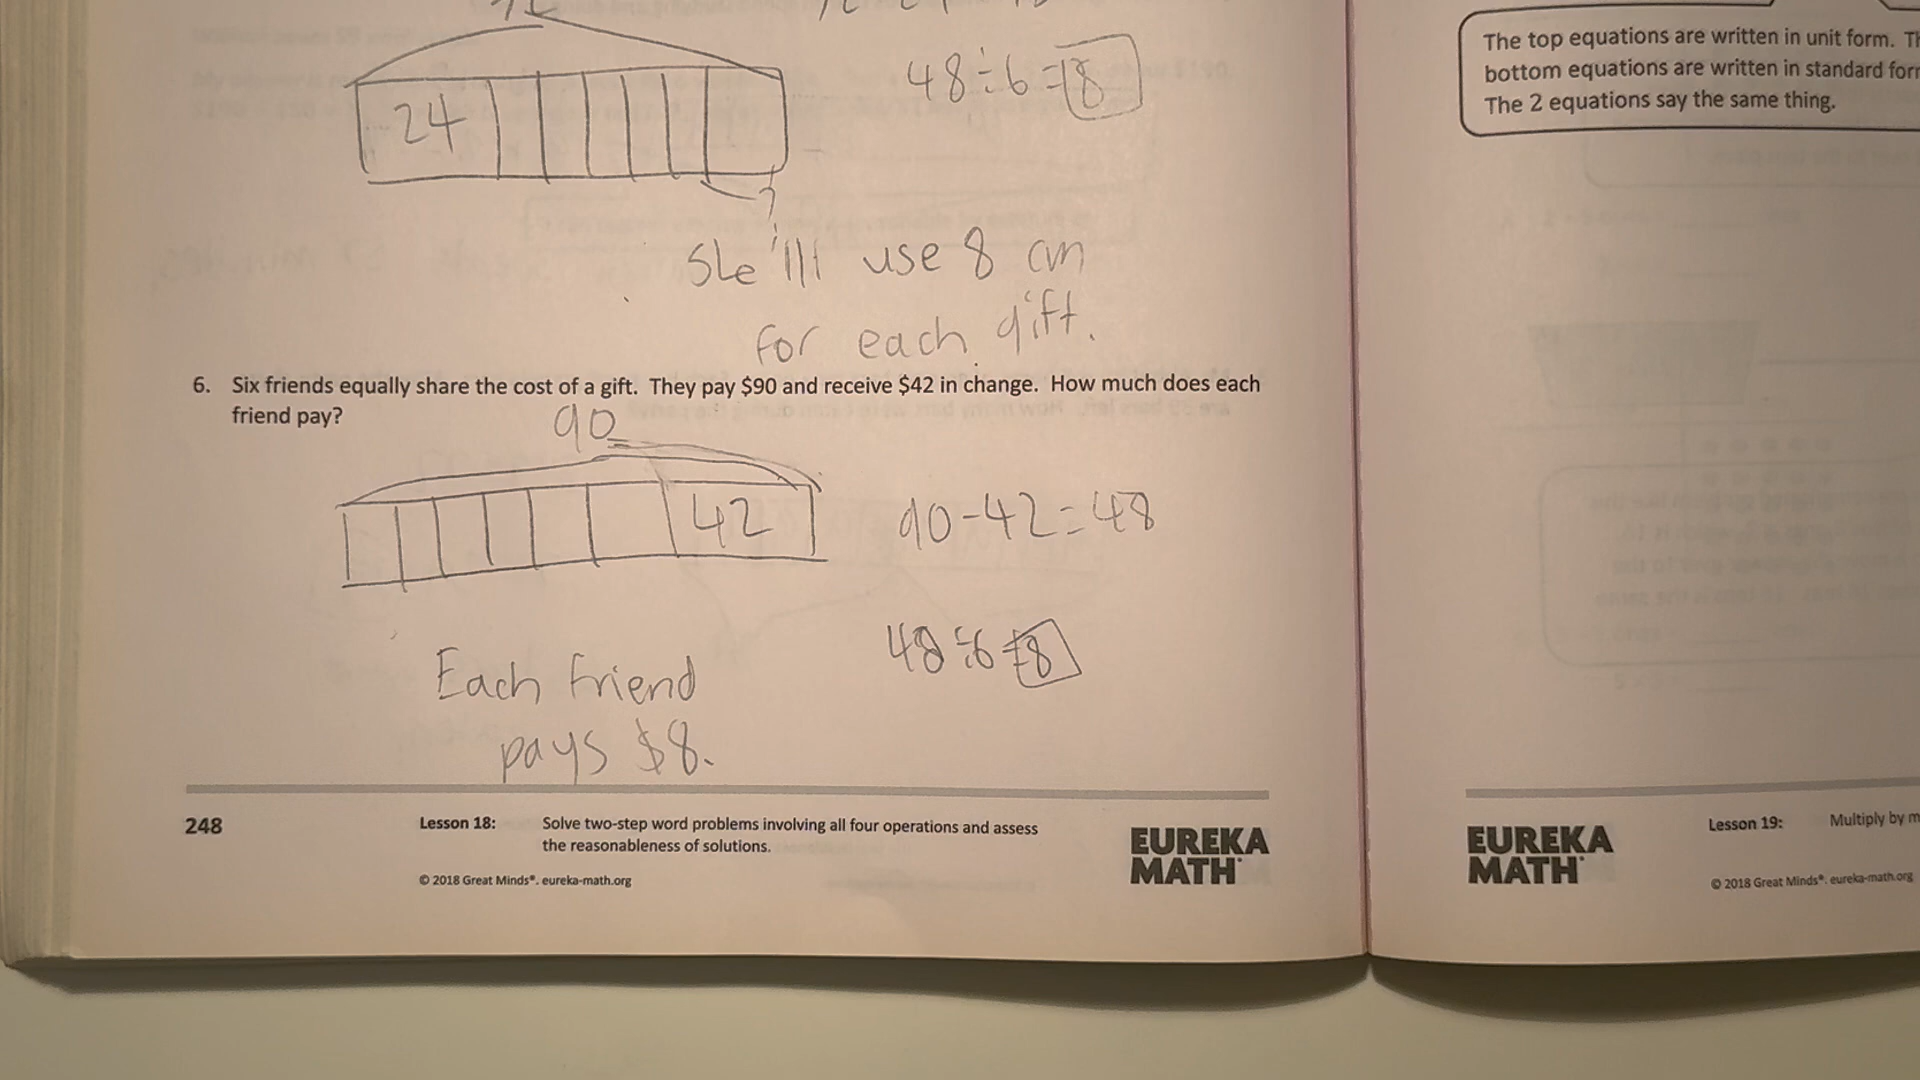 48÷6=8
24
?
She'll use 8 cm
for each gift.
6. Six friends equally share the cost of a gift. They pay $90 and receive $42 in change. How much does each
friend pay?
90
42
90-42=48
48÷6=8
Each friend
pays $8.
248
Lesson 18: Solve two-step word problems involving all four operations and assess
the reasonableness of solutions.
© 2018 Great Minds®. eureka-math.org
EUREKA
MATH
The top equations are written in unit form.
bottom equations are written in standard
The 2 equations say the same thing.
EUREKA
MATH
Lesson 19: Multiply by
© 2018 Great Minds®. eureka-math.org